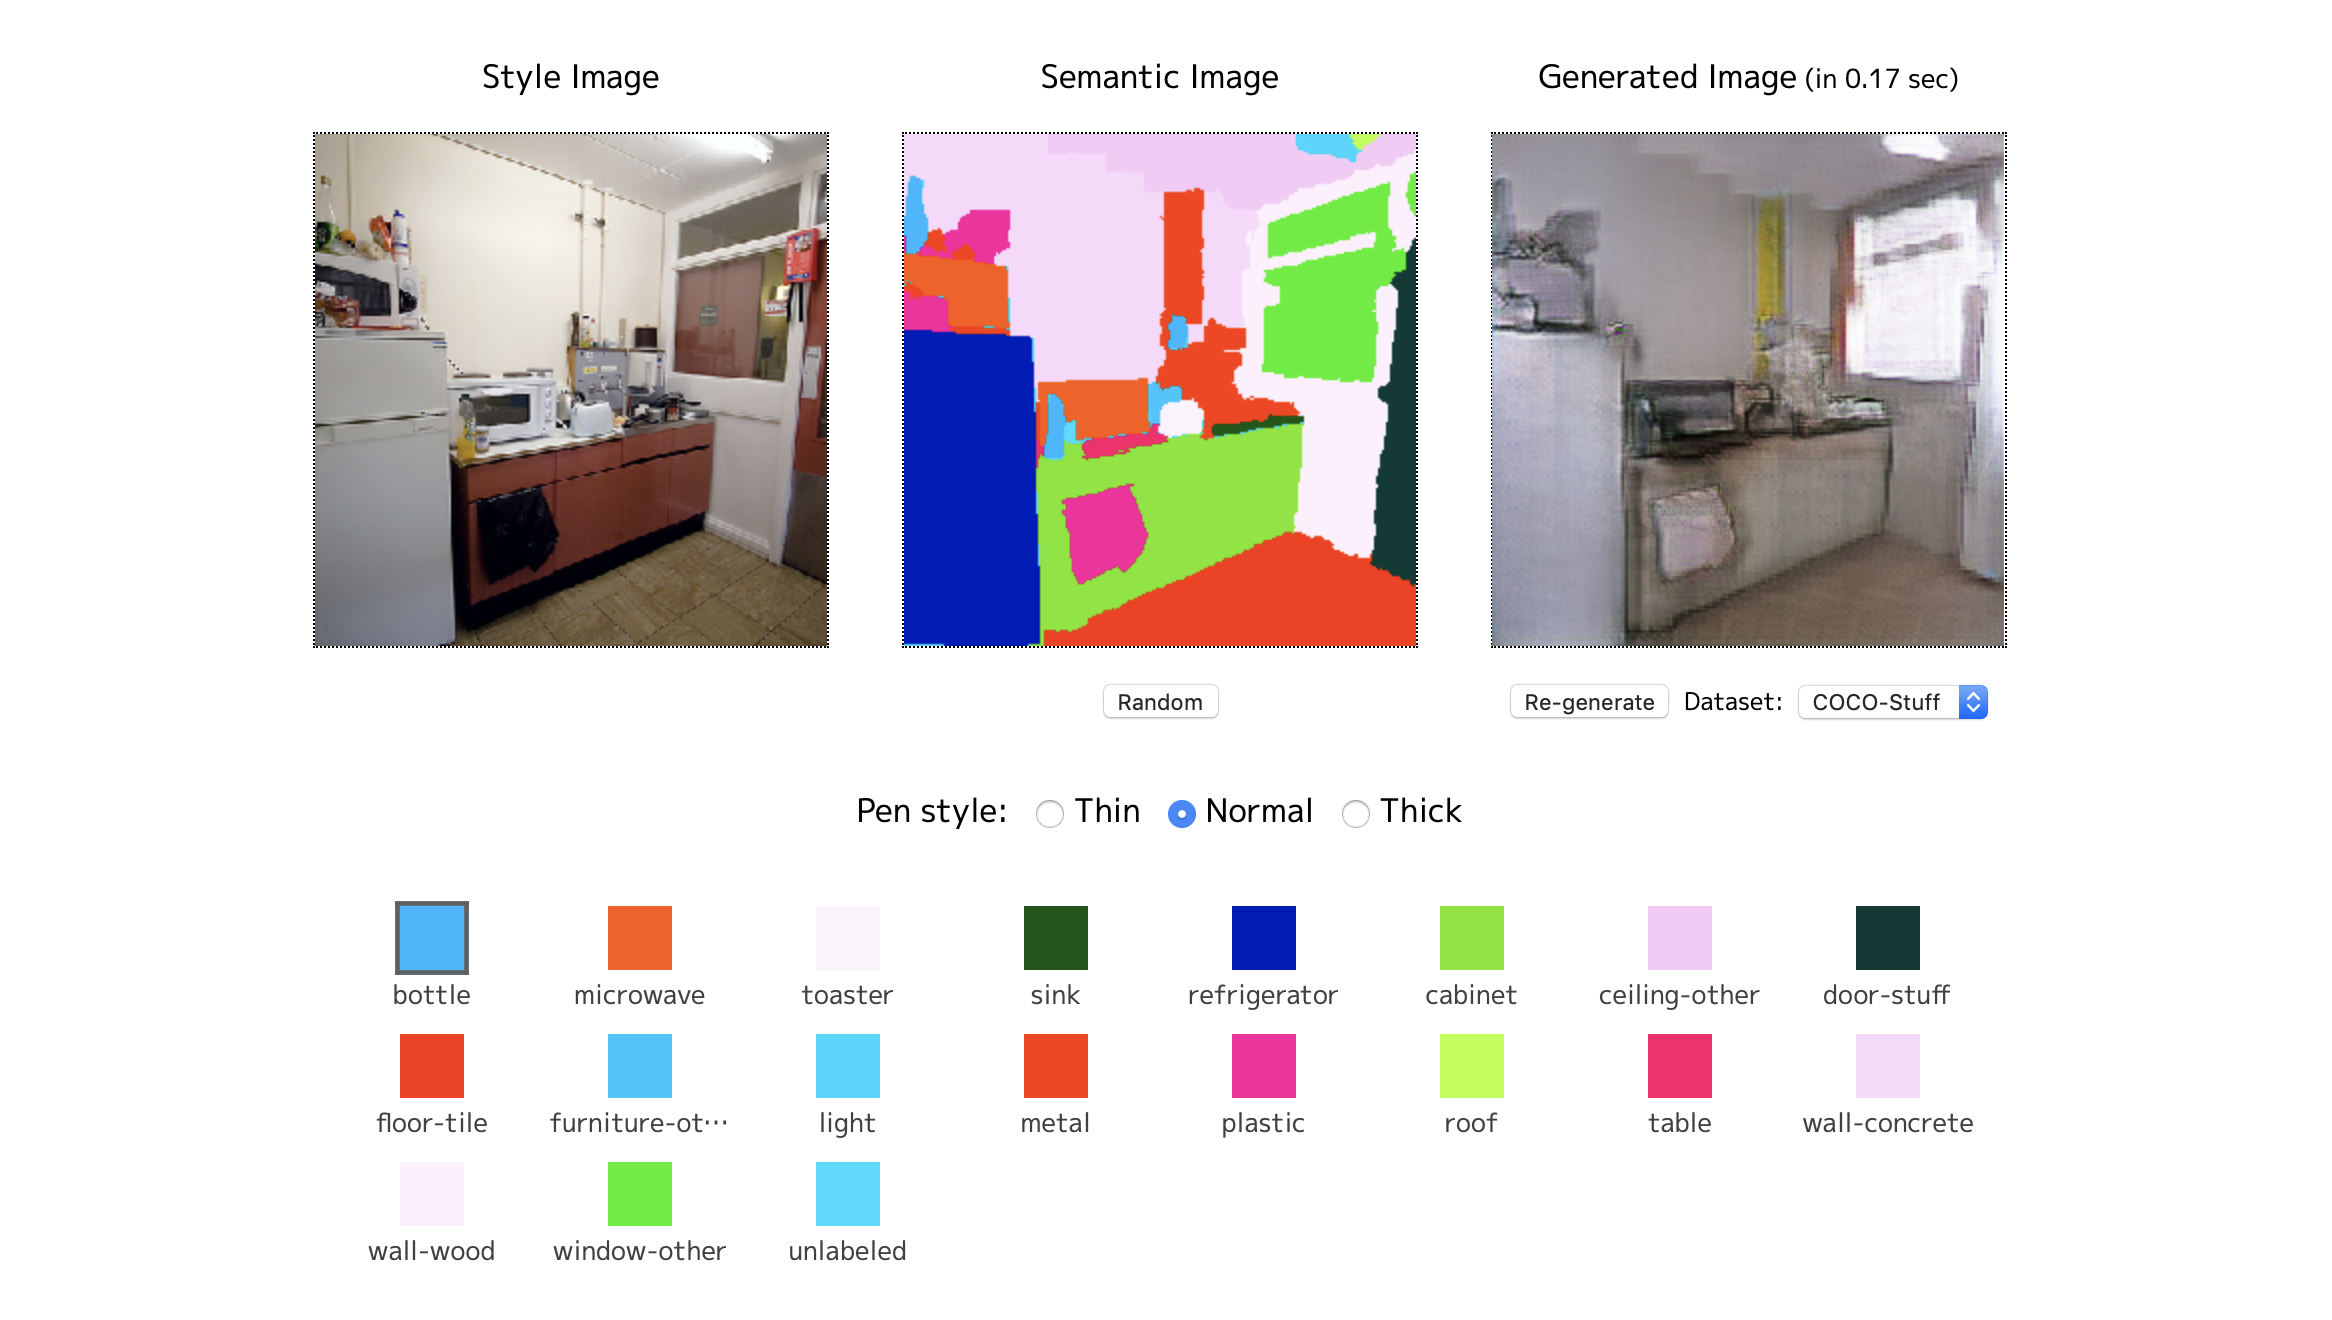 Style Image
Semantic Image
Generated Image (in 0.17 sec)
Random
Re-generate Dataset: COCO-Stuff
Pen style: Thin Normal Thick
bottle microwave toaster sink refrigerator cabinet ceiling-other door-stuff
floor-tile furniture-ot··· light metal plastic roof table wall-concrete
wall-wood window-other unlabeled